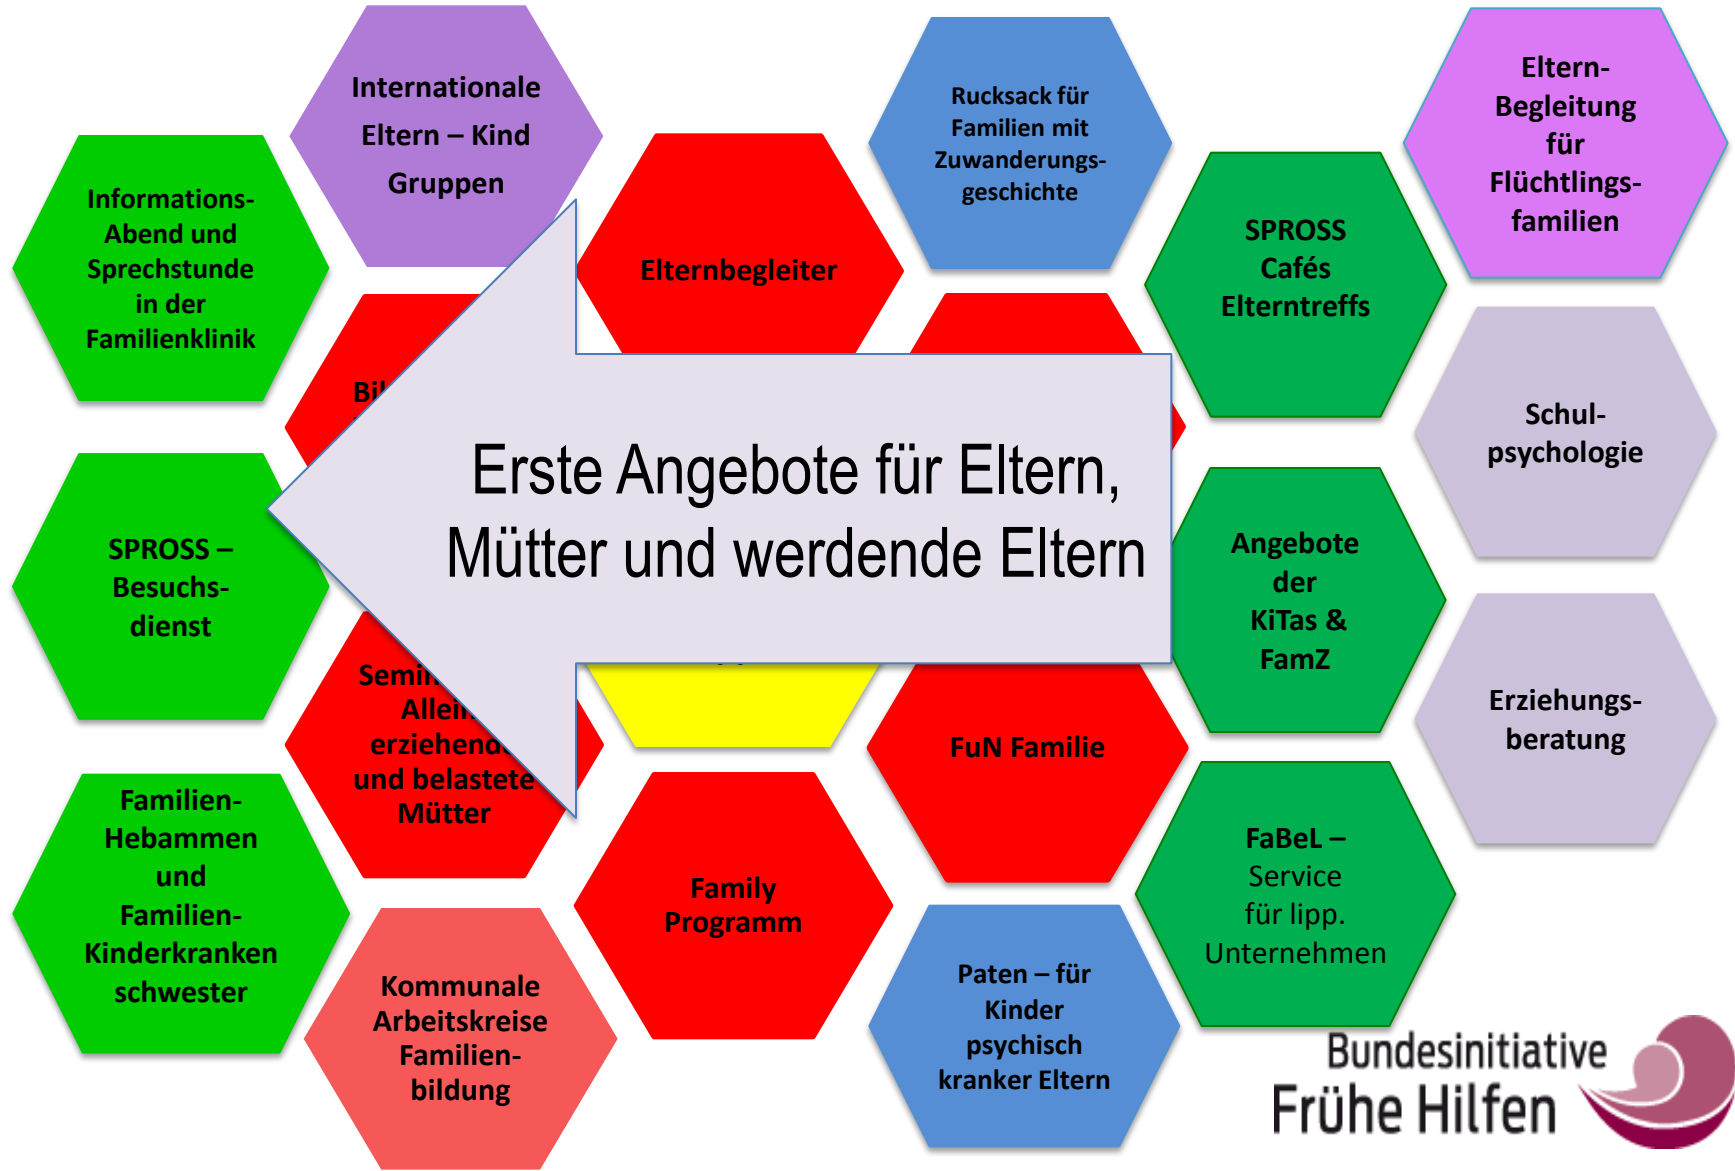 Internationale
Eltern – Kind
Gruppen
Rucksack für
Familien mit
Zuwanderungs-
geschichte
Eltern-
Begleitung
für
Flüchtlings-
familien
Informations-
Abend und
Sprechstunde
in der
Familienklinik
Elternbegleiter
SPROSS
Cafés
Elterntreffs
Schul-
psychologie
Erste Angebote für Eltern,
Mütter und werdende Eltern
SPROSS –
Besuchs-
dienst
Angebote
der
KiTas &
FamZ
Allein
erziehende
und belastete
Mütter
FuN Familie
Erziehungs-
beratung
Familien-
Hebammen
und
Familien-
Kinderkranken
schwester
Family
Programm
FaBeL –
Service
für lipp.
Unternehmen
Kommunale
Arbeitskreise
Familien-
bildung
Paten – für
Kinder
psychisch
kranker Eltern
Bundesinitiative
Frühe Hilfen